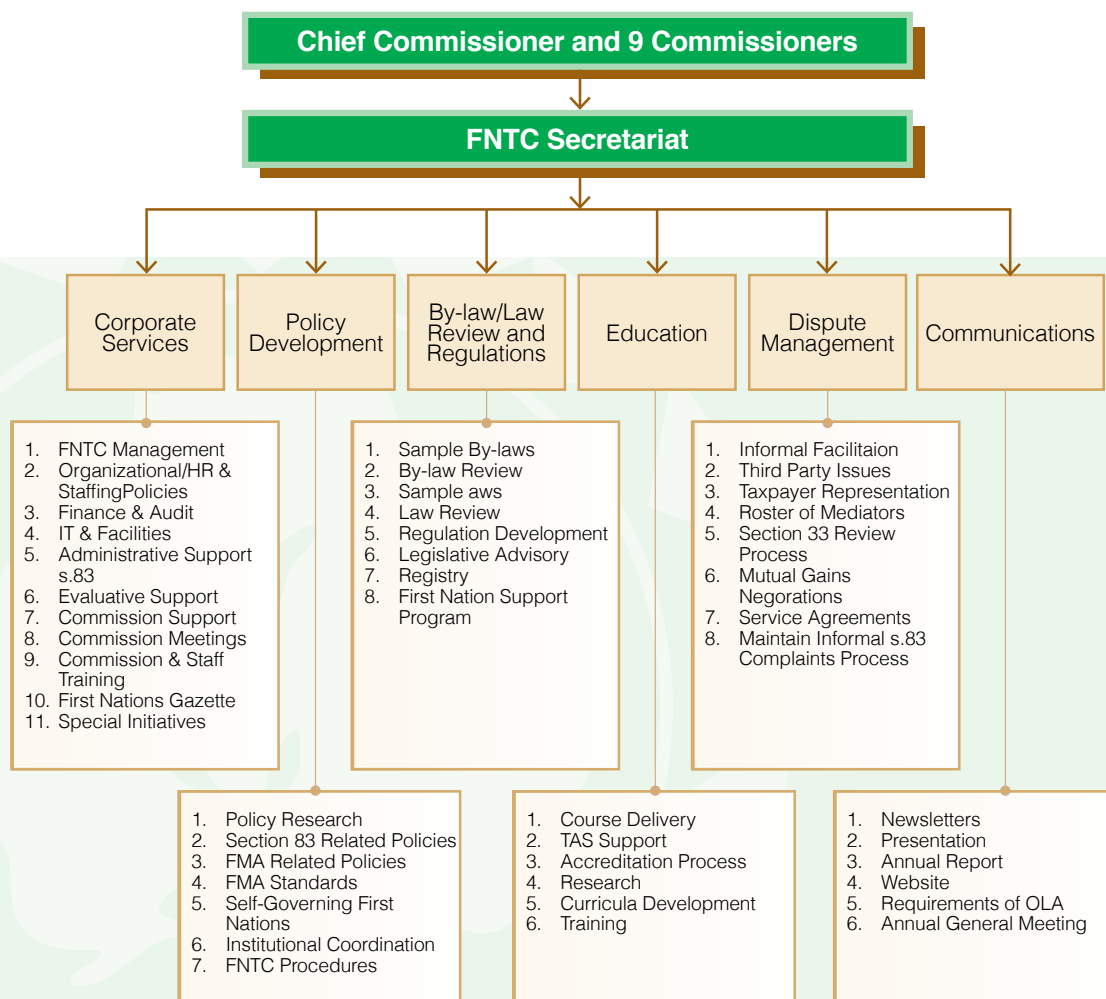 Chief Commissioner and 9 Commissioners
FNTC Secretariat
Corporate
Services
Policy
Development
By-law/Law
Review and
Regulations
Education
Dispute
Management
Communications
1. FNTC Management
2. Organizational/HR &
StaffingPolicies
3. Finance & Audit
4. IT & Facilities
5. Administrative Support
s.83
6. Evaluative Support
7. Commission Support
8. Commission Meetings
9. Commission & Staff
Training
10. First Nations Gazette
11. Special Initiatives
1. Sample By-laws
2. By-law Review
3. Sample aws
4. Law Review
5. Regulation Development
6. Legislative Advisory
7. Registry
8. First Nation Support
Program
1. Informal Facilitaion
2. Third Party Issues
3. Taxpayer Representation
4. Roster of Mediators
5. Section 33 Review
Process
6. Mutual Gains
Negorations
7. Service Agreements
8. Maintain Informal s.83
Complaints Process
1. Policy Research
2. Section 83 Related Policies
3. FMA Related Policies
4. FMA Standards
5. Self-Governing First
Nations
6. Institutional Coordination
7. FNTC Procedures
1. Course Delivery
2. TAS Support
3. Accreditation Process
4. Research
5. Curricula Development
6. Training
1. Newsletters
2. Presentation
3. Annual Report
4. Website
5. Requirements of OLA
6. Annual General Meeting